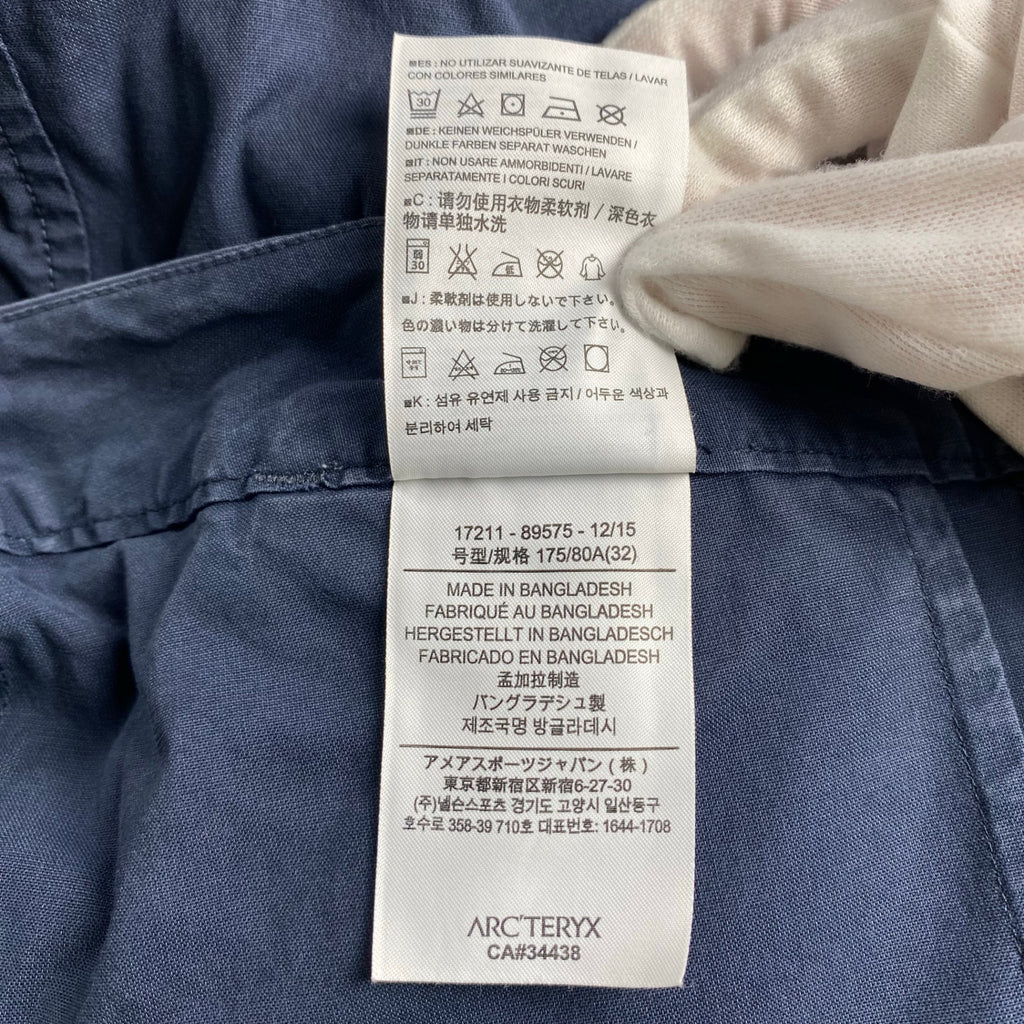 ■ES : NO UTILIZAR SUAVIZANTE DE TELAS / LAVAR
CON COLORES SIMILARES
30
■DE : KEINEN WEICHSPÜLER VERWENDEN /
DUNKLE FARBEN SEPARAT WASCHEN
■IT : NON USARE AMMORBIDENTI / LAVARE
SEPARATAMENTE I COLORI SCURI
■C : 请勿使用衣物柔软剂 / 深色衣
物请单独水洗
弱 30 低
■J : 柔軟剤は使用しないで下さい。
色の濃い物は分けて洗濯して下さい。
■K : 섬유 유연제 사용 금지 / 어두운 색상과
분리하여 세탁
17211 - 89575 - 12/15
号型/规格 175/80A(32)
MADE IN BANGLADESH
FABRIQUÉ AU BANGLADESH
HERGESTELLT IN BANGLADESCH
FABRICADO EN BANGLADESH
孟加拉制造
バングラデシュ製
제조국명 방글라데시
アメアスポーツジャパン ( 株 )
東京都新宿区新宿6-27-30
(주)넬슨스포츠 경기도 고양시 일산동구
호수로 358-39 710호 대표번호: 1644-1708
ARC'TERYX
CA#34438